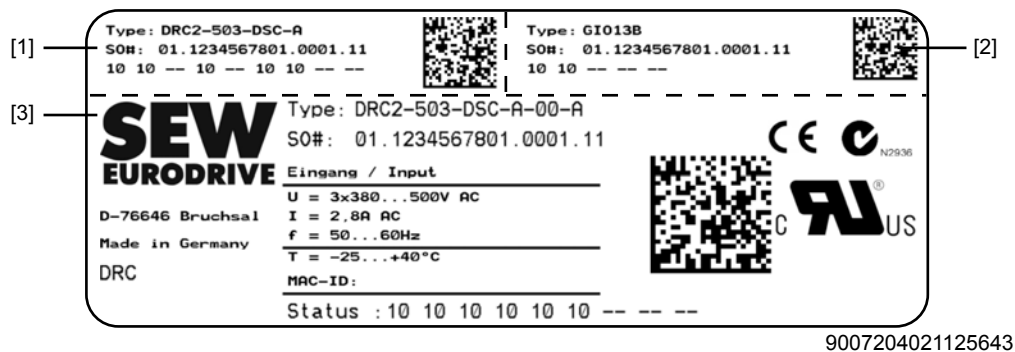 [1]
Type: DRC2-503-DSC-A
SO#: 01.1234567801.0001.11
10 10 -- 10 -- 10 10 -- --
Type: GIO13B
SO#: 01.1234567801.0001.11
10 10 -- -- --
[2]
[3]
SEW
EURODRIVE
D-76646 Bruchsal
Made in Germany
DRC
Type: DRC2-503-DSC-A-00-A
SO#: 01.1234567801.0001.11
Eingang / Input
U = 3x380...500V AC
I = 2,8A AC
f = 50...60Hz
T = -25...+40°C
MAC-ID:
Status :10 10 10 10 10 10 -- -- --
CE
N2936
C RU ® US
9007204021125643